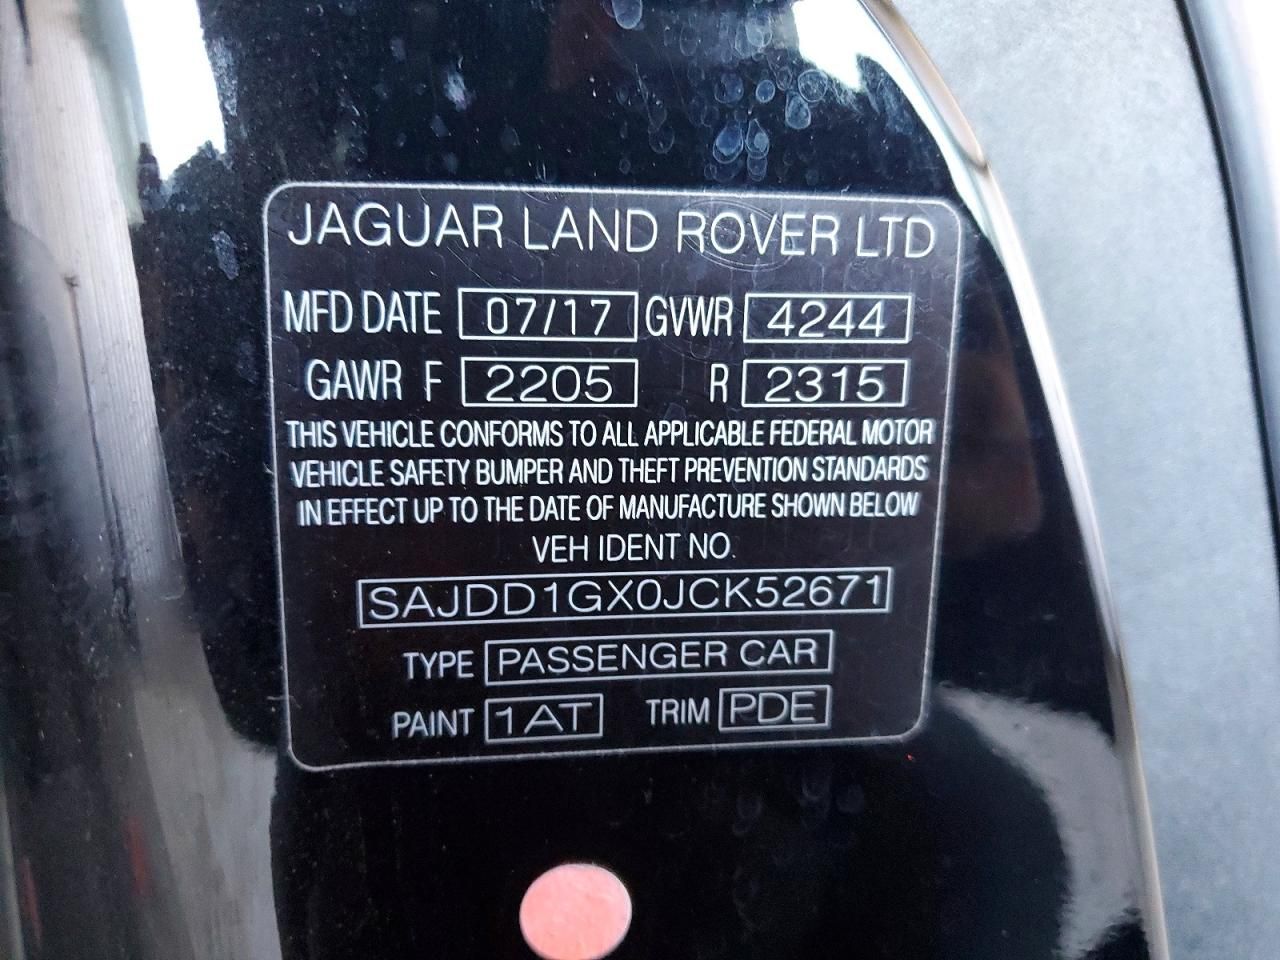 JAGUAR LAND ROVER LTD
MFD DATE 07/17 GVWR 4244
GAWR F 2205 R 2315
THIS VEHICLE CONFORMS TO ALL APPLICABLE FEDERAL MOTOR
VEHICLE SAFETY BUMPER AND THEFT PREVENTION STANDARDS
IN EFFECT UP TO THE DATE OF MANUFACTURE SHOWN BELOW
VEH IDENT NO.
SAJDD1GX0JCK52671
TYPE PASSENGER CAR
PAINT 1AT TRIM PDE